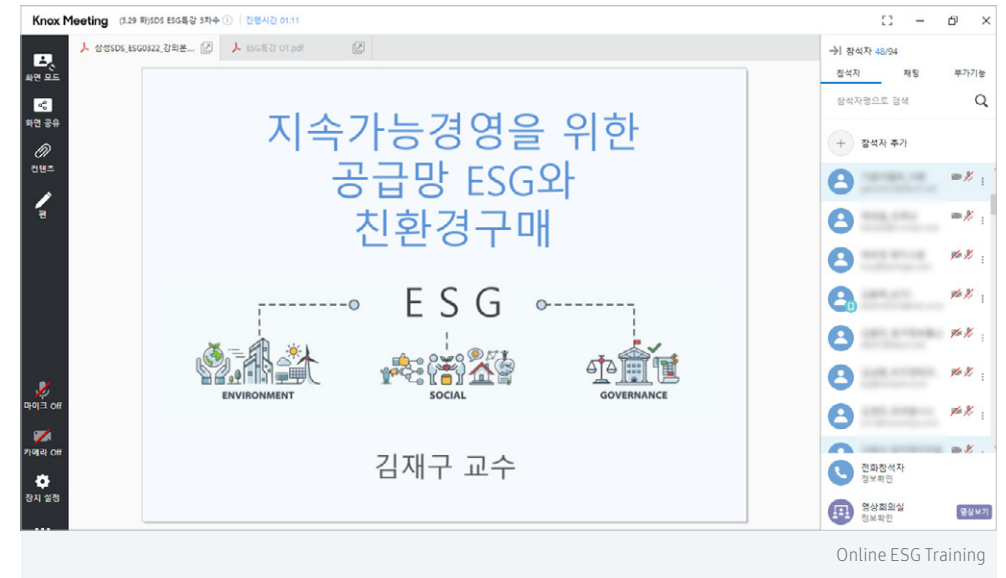 Knox Meeting (3.29 화)SDS ESG특강 3차수 진행시간 01:11
삼성SDS_ESG0322_강의본...
ESG특강 OT.pdf
화면 모드
화면 공유
컨텐츠
펜
마이크 Off
카메라 Off
장치 설정
지속가능경영을 위한
공급망 ESG와
친환경구매
ESG
ENVIRONMENT
SOCIAL
GOVERNANCE
김재구 교수
참석자 48/94
참석자
채팅
부가기능
참석자명으로 검색
참석자 추가
전화참석자
정보확인
영상회의실
정보확인
영상보기
Online ESG Training